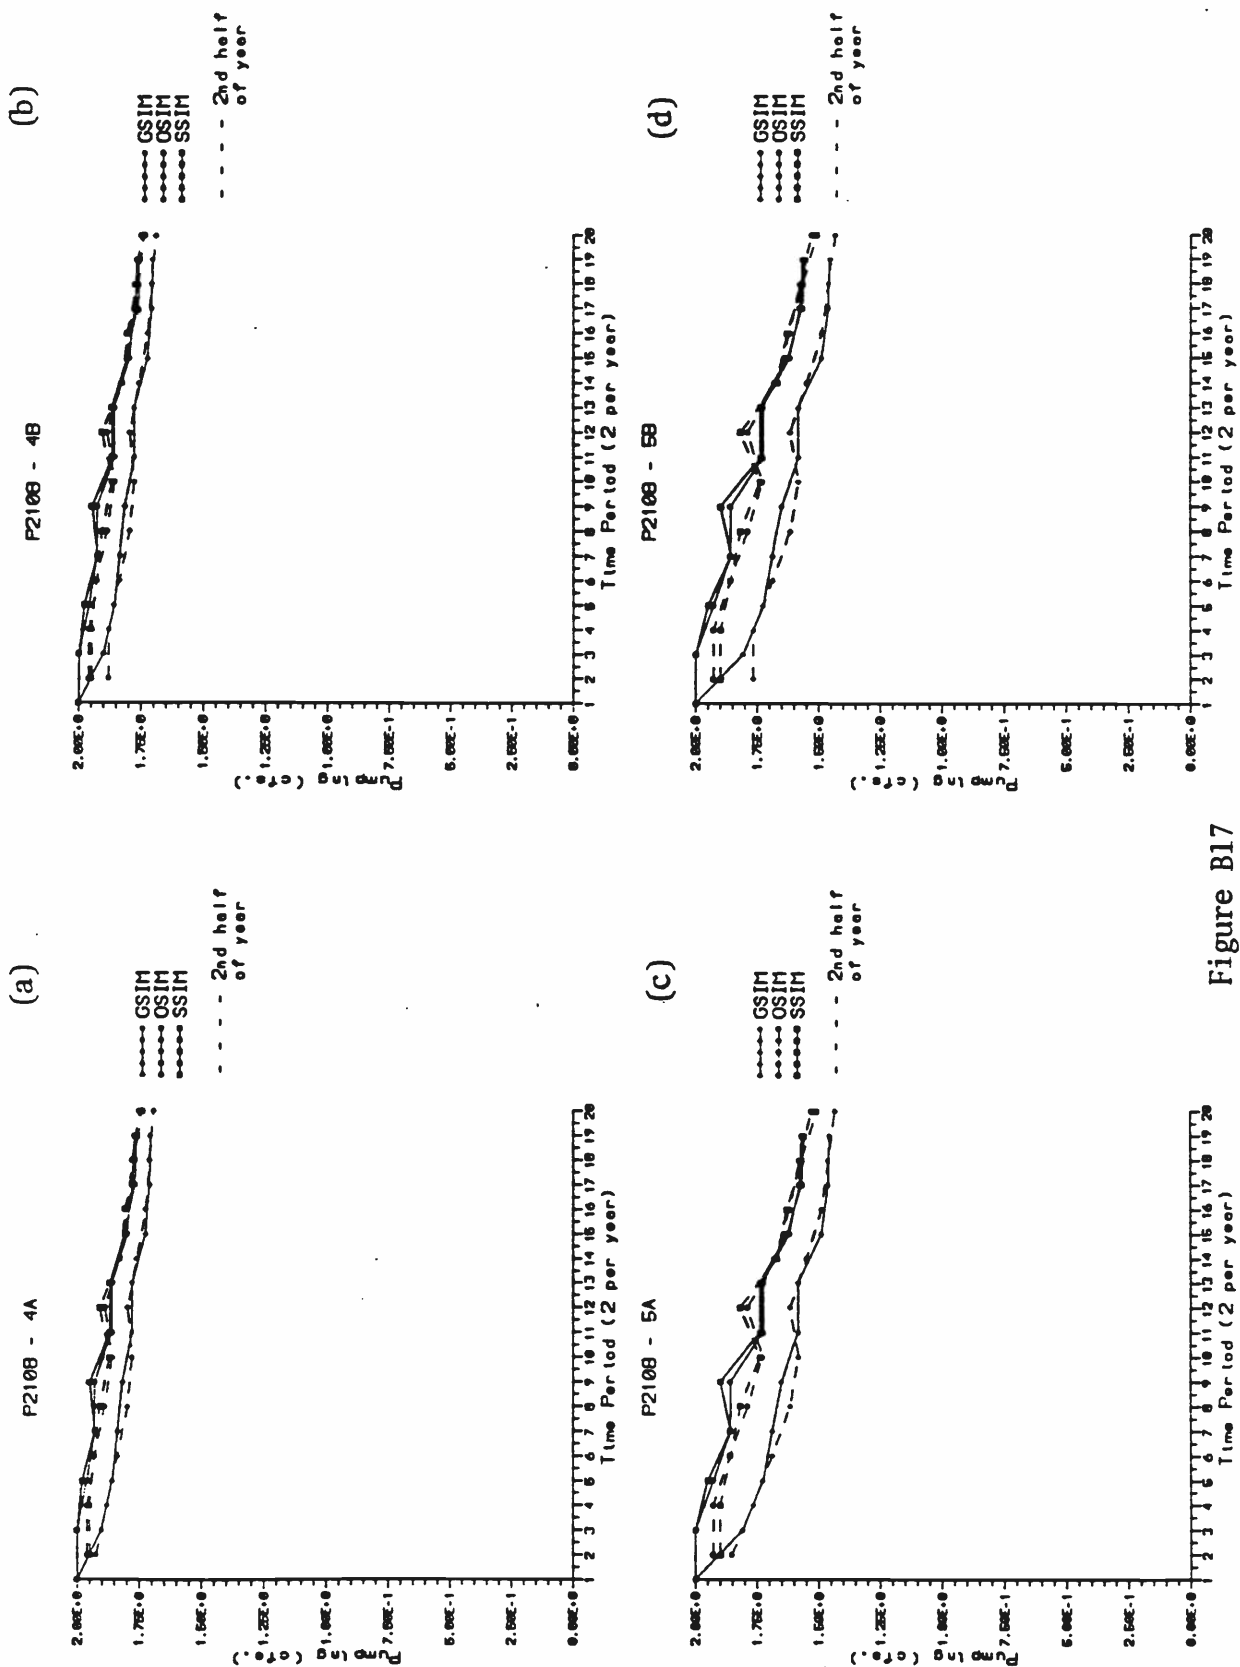 (a)
P2108 - 4A
GSIM
OSIM
SSIM
- - - 2nd half
of year
Pumping (cfs.)
2.00E+0
1.75E+0
1.50E+0
1.25E+0
1.00E+0
7.50E-1
5.00E-1
2.50E-1
0.00E+0
1 2 3 4 5 6 7 8 9 10 11 12 13 14 15 16 17 18 19 20
Time Period (2 per year)
(b)
P2108 - 4B
GSIM
OSIM
SSIM
- - - 2nd half
of year
Pumping (cfs.)
2.00E+0
1.75E+0
1.50E+0
1.25E+0
1.00E+0
7.50E-1
5.00E-1
2.50E-1
0.00E+0
1 2 3 4 5 6 7 8 9 10 11 12 13 14 15 16 17 18 19 20
Time Period (2 per year)
(c)
P2108 - 5A
GSIM
OSIM
SSIM
- - - 2nd half
of year
Pumping (cfs.)
2.00E+0
1.75E+0
1.50E+0
1.25E+0
1.00E+0
7.50E-1
5.00E-1
2.50E-1
0.00E+0
1 2 3 4 5 6 7 8 9 10 11 12 13 14 15 16 17 18 19 20
Time Period (2 per year)
(d)
P2108 - 5B
GSIM
OSIM
SSIM
- - - 2nd half
of year
Pumping (cfs.)
2.00E+0
1.75E+0
1.50E+0
1.25E+0
1.00E+0
7.50E-1
5.00E-1
2.50E-1
0.00E+0
1 2 3 4 5 6 7 8 9 10 11 12 13 14 15 16 17 18 19 20
Time Period (2 per year)
Figure B17